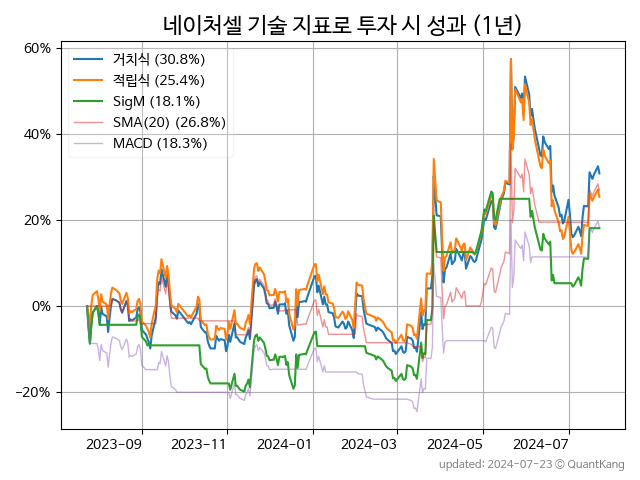 네이처셀 기술 지표로 투자 시 성과 (1년)
60%
40%
20%
0%
−20%
거치식 (30.8%)
적립식 (25.4%)
SigM (18.1%)
SMA(20) (26.8%)
MACD (18.3%)
2023−09 2023−11 2024−01 2024−03 2024−05 2024−07
updated: 2024-07-23 © QuantKang